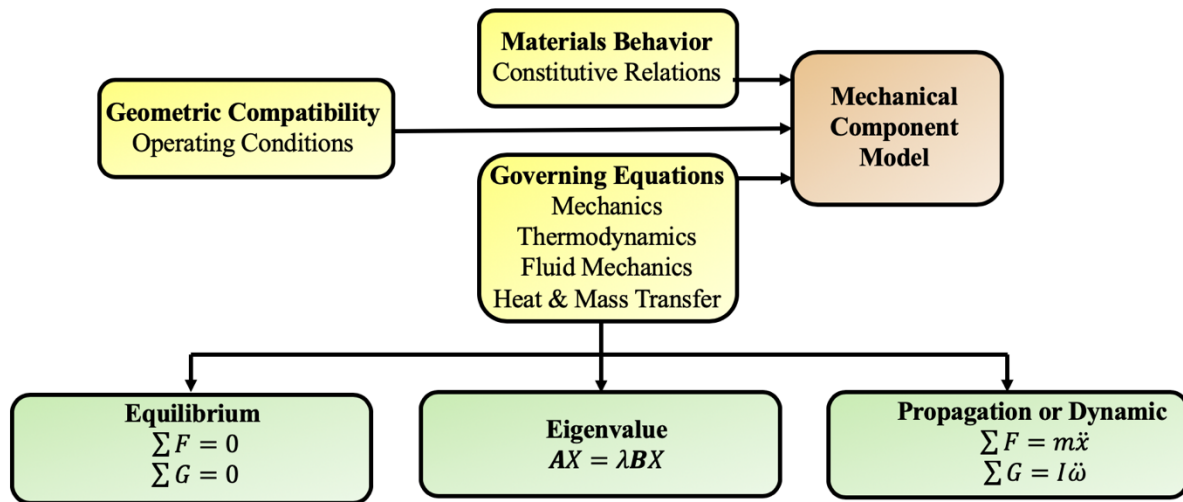 Materials Behavior
Constitutive Relations
Geometric Compatibility
Operating Conditions
Mechanical
Component
Model
Governing Equations
Mechanics
Thermodynamics
Fluid Mechanics
Heat & Mass Transfer
Equilibrium
∑ F = 0
∑ G = 0
Eigenvalue
AX = λBX
Propagation or Dynamic
∑ F = mẍ
∑ G = Iω̈